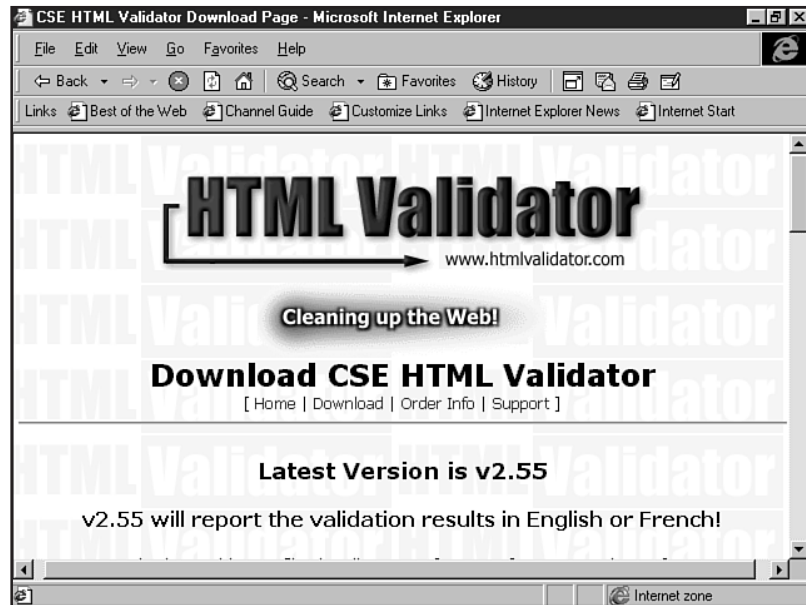 CSE HTML Validator Download Page - Microsoft Internet Explorer
File Edit View Go Favorites Help
Back Search Favorites History
Links Best of the Web Channel Guide Customize Links Internet Explorer News Internet Start
HTML Validator
www.htmlvalidator.com
Cleaning up the Web!
Download CSE HTML Validator
[ Home | Download | Order Info | Support ]
Latest Version is v2.55
v2.55 will report the validation results in English or French!
Internet zone